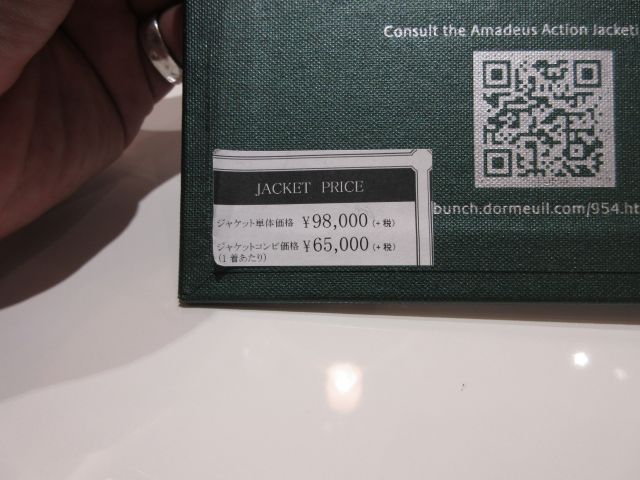 Consult the Amadeus Action Jacketi
JACKET PRICE
ジャケット単体価格 ¥98,000 (+税)
ジャケットコンビ価格 ¥65,000 (+税)
(1着あたり)
bunch.dormeuil.com/954.ht